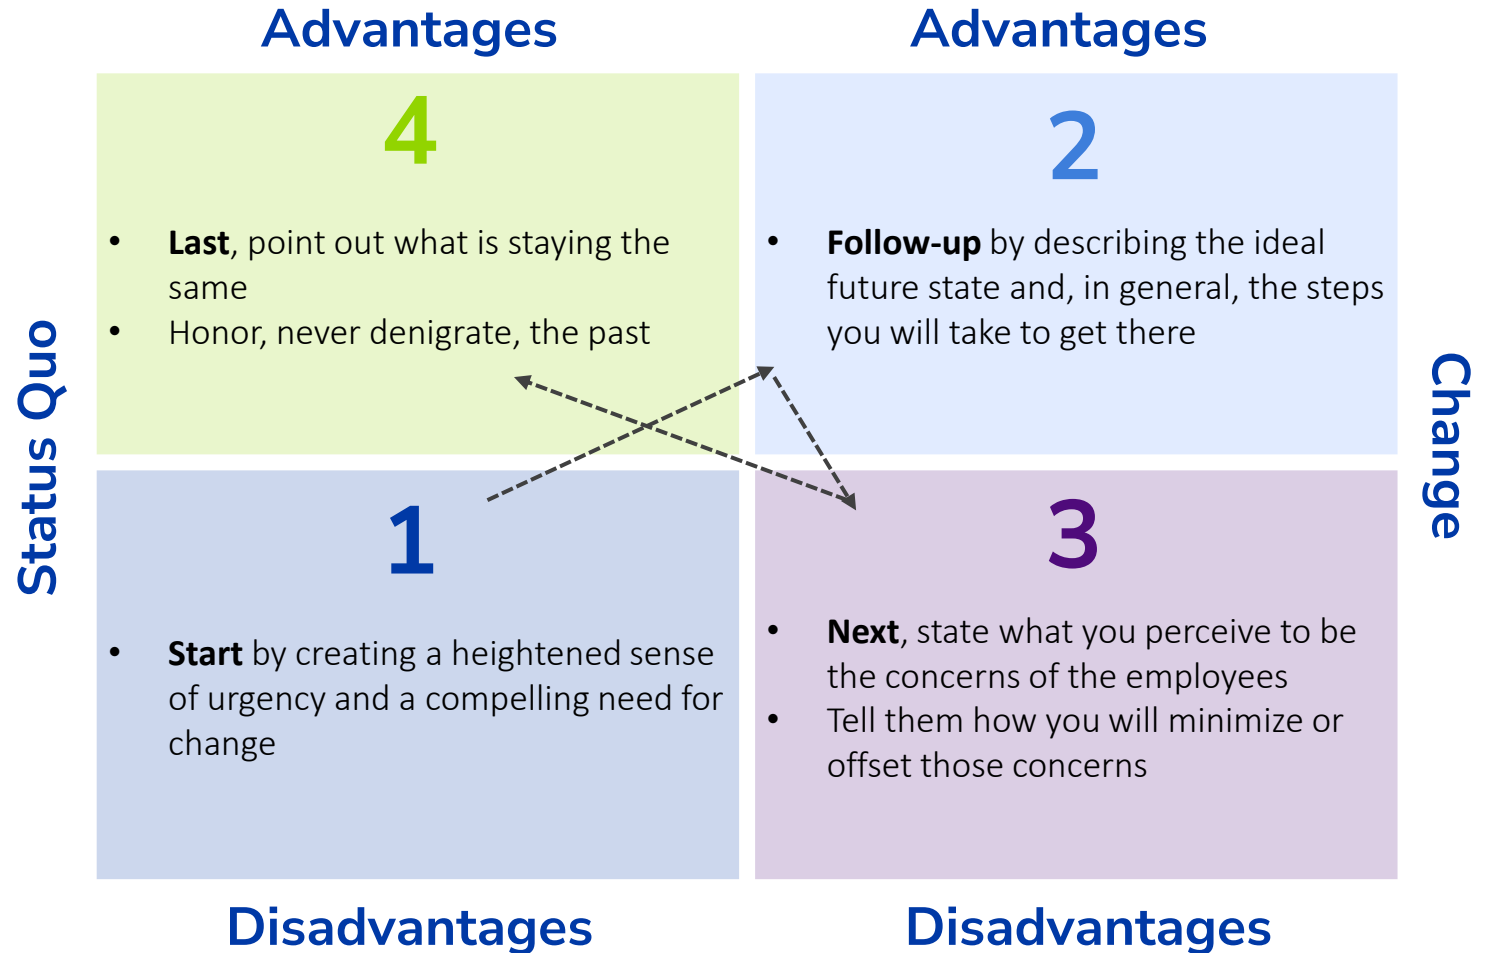 Advantages
Advantages
Status Quo
4
• Last, point out what is staying the
same
• Honor, never denigrate, the past
2
• Follow-up by describing the ideal
future state and, in general, the steps
you will take to get there
Change
1
• Start by creating a heightened sense
of urgency and a compelling need for
change
3
• Next, state what you perceive to be
the concerns of the employees
• Tell them how you will minimize or
offset those concerns
Disadvantages
Disadvantages